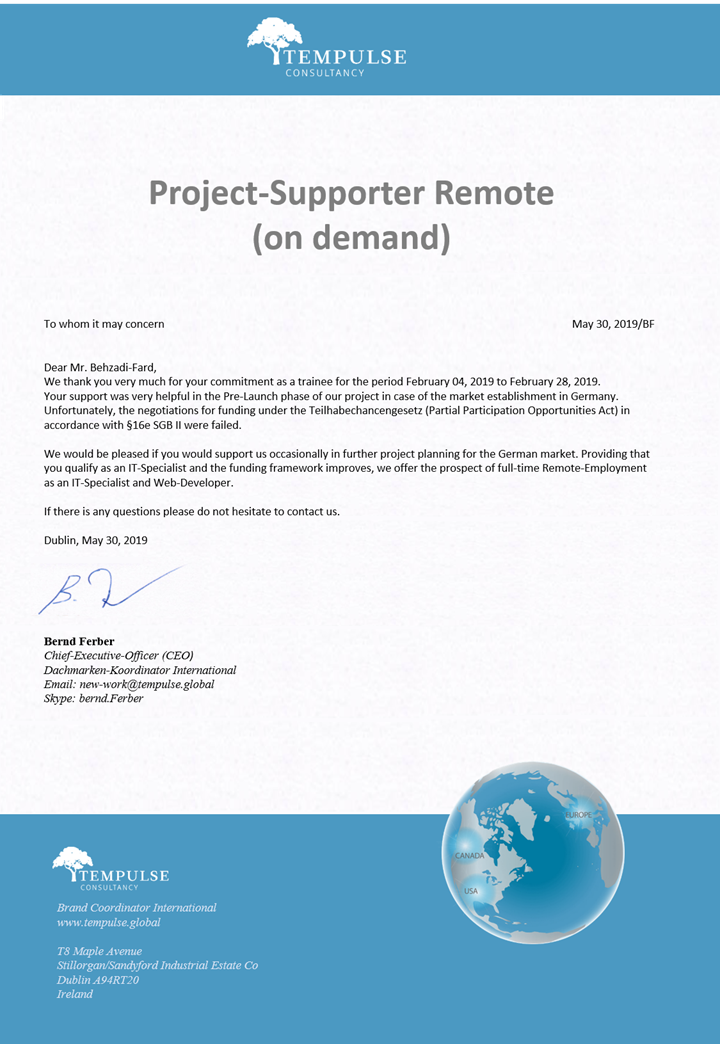 TEMPULSE
CONSULTANCY
Project-Supporter Remote
(on demand)
To whom it may concern
May 30, 2019/BF
Dear Mr. Behzadi-Fard,
We thank you very much for your commitment as a trainee for the period February 04, 2019 to February 28, 2019.
Your support was very helpful in the Pre-Launch phase of our project in case of the market establishment in Germany.
Unfortunately, the negotiations for funding under the Teilhabechancengesetz (Partial Participation Opportunities Act) in
accordance with §16e SGB II were failed.
We would be pleased if you would support us occasionally in further project planning for the German market. Providing that
you qualify as an IT-Specialist and the funding framework improves, we offer the prospect of full-time Remote-Employment
as an IT-Specialist and Web-Developer.
If there is any questions please do not hesitate to contact us.
Dublin, May 30, 2019
Bernd Ferber
Chief-Executive-Officer (CEO)
Dachmarken-Koordinator International
Email: new-work@tempulse.global
Skype: bernd.Ferber
EUROPE
CANADA
USA
TEMPULSE
CONSULTANCY
Brand Coordinator International
www.tempulse.global
T8 Maple Avenue
Stillorgan/Sandyford Industrial Estate Co
Dublin A94RT20
Ireland